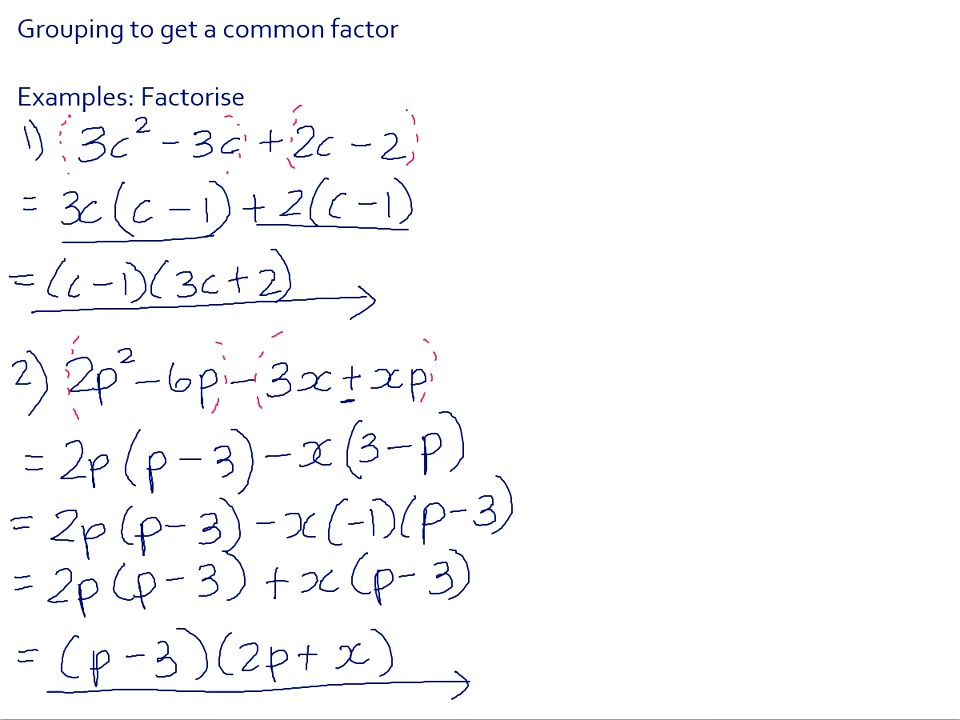 Grouping to get a common factor
Examples: Factorise
1) 3c² - 3c + 2c - 2
= 3c(c - 1) + 2(c - 1)
= (c - 1)(3c + 2)
2) 2p² - 6p - 3x + xp
= 2p(p - 3) - x(3 - p)
= 2p(p - 3) - x(-1)(p - 3)
= 2p(p - 3) + x(p - 3)
= (p - 3)(2p + x)